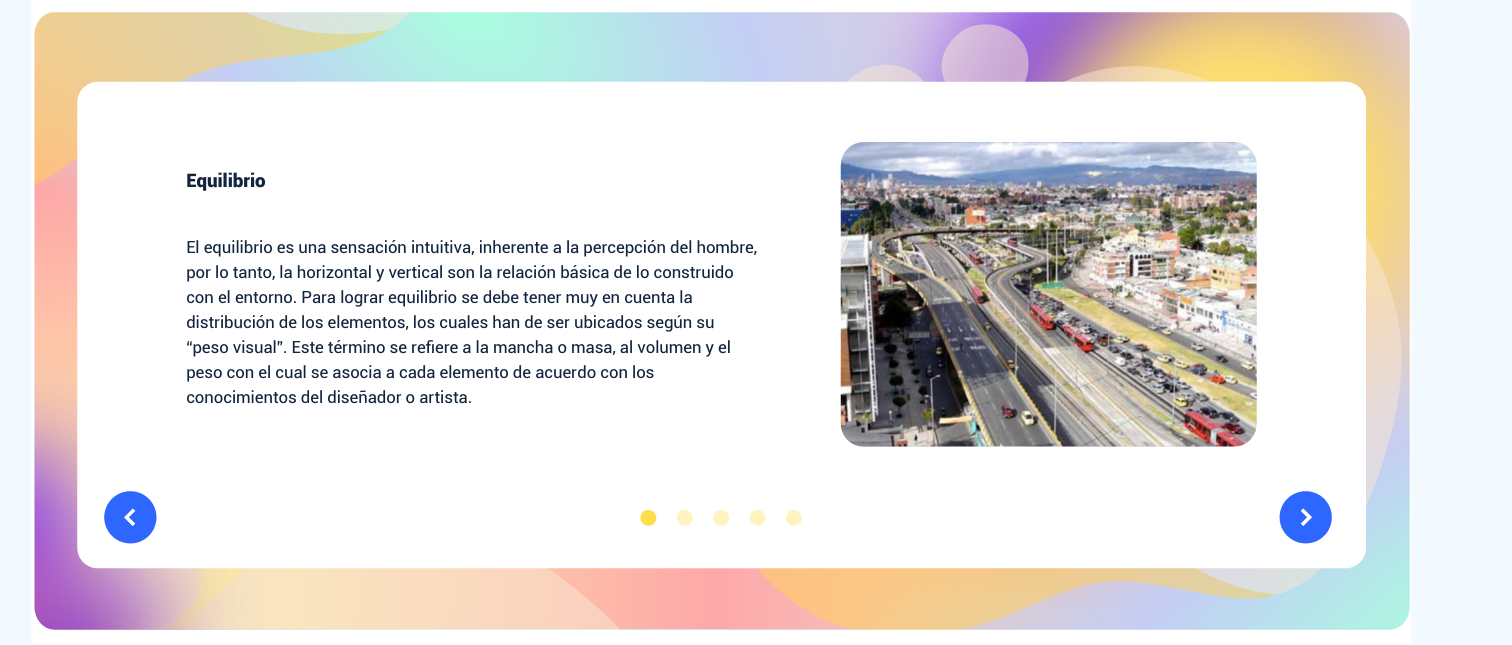 Equilibrio
El equilibrio es una sensación intuitiva, inherente a la percepción del hombre,
por lo tanto, la horizontal y vertical son la relación básica de lo construido
con el entorno. Para lograr equilibrio se debe tener muy en cuenta la
distribución de los elementos, los cuales han de ser ubicados según su
“peso visual”. Este término se refiere a la mancha o masa, al volumen y el
peso con el cual se asocia a cada elemento de acuerdo con los
conocimientos del diseñador o artista.